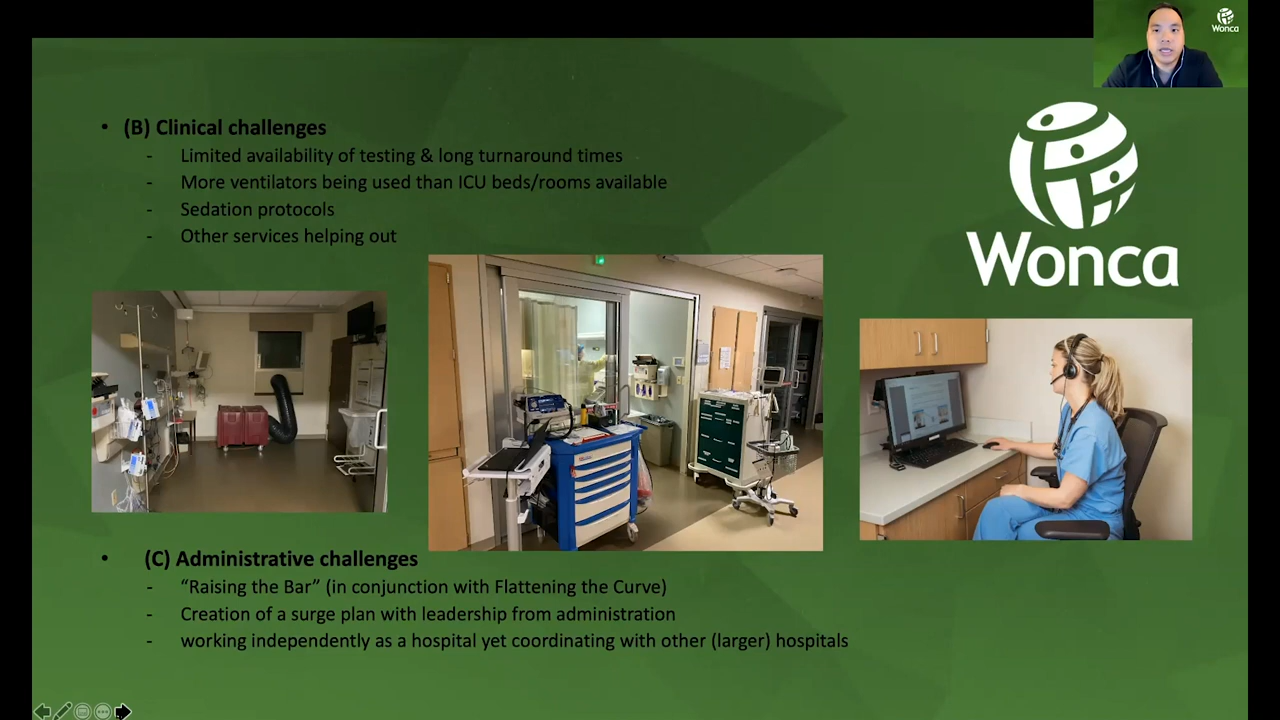 Wonca
(B) Clinical challenges
- Limited availability of testing & long turnaround times
- More ventilators being used than ICU beds/rooms available
- Sedation protocols
- Other services helping out
Wonca
(C) Administrative challenges
- “Raising the Bar” (in conjunction with Flattening the Curve)
- Creation of a surge plan with leadership from administration
- working independently as a hospital yet coordinating with other (larger) hospitals